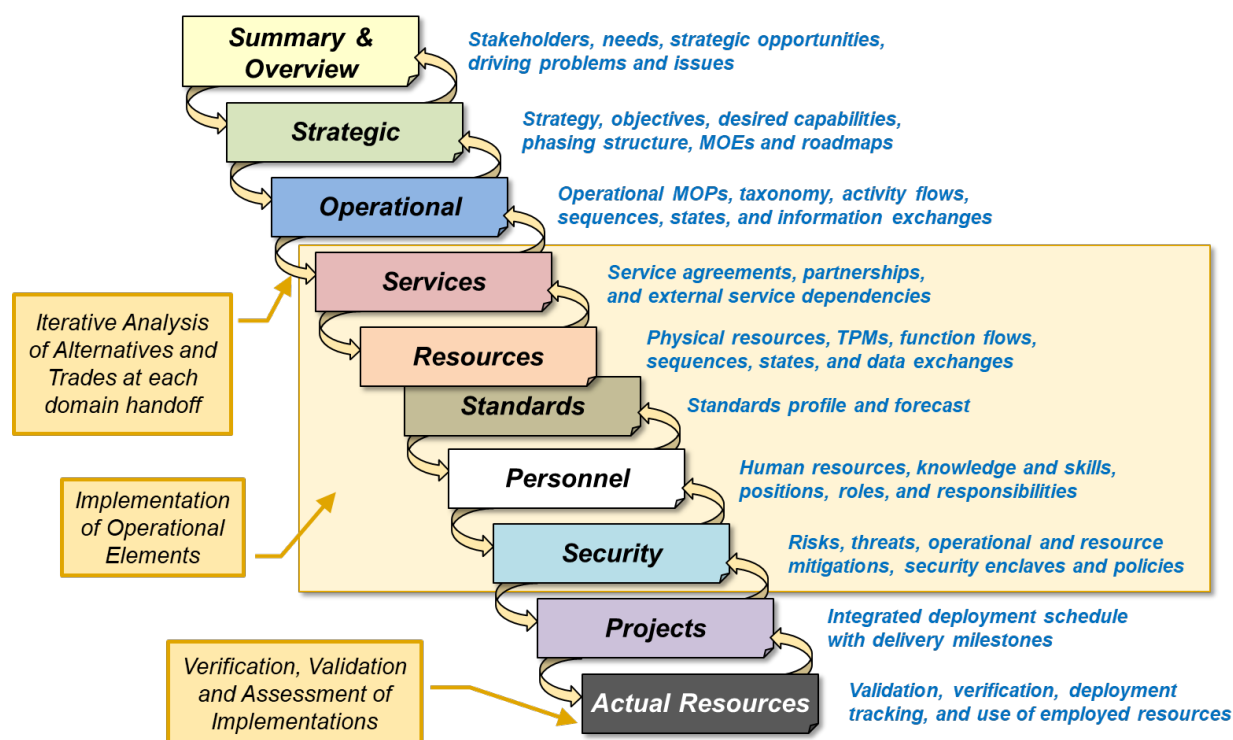 Summary &
Overview
Stakeholders, needs, strategic opportunities,
driving problems and issues
Strategic
Strategy, objectives, desired capabilities,
phasing structure, MOEs and roadmaps
Operational
Operational MOPs, taxonomy, activity flows,
sequences, states, and information exchanges
Services
Service agreements, partnerships,
and external service dependencies
Iterative Analysis
of Alternatives and
Trades at each
domain handoff
Resources
Physical resources, TPMs, function flows,
sequences, states, and data exchanges
Standards
Standards profile and forecast
Personnel
Human resources, knowledge and skills,
positions, roles, and responsibilities
Implementation
of Operational
Elements
Security
Risks, threats, operational and resource
mitigations, security enclaves and policies
Projects
Integrated deployment schedule
with delivery milestones
Verification, Validation
and Assessment of
Implementations
Actual Resources
Validation, verification, deployment
tracking, and use of employed resources